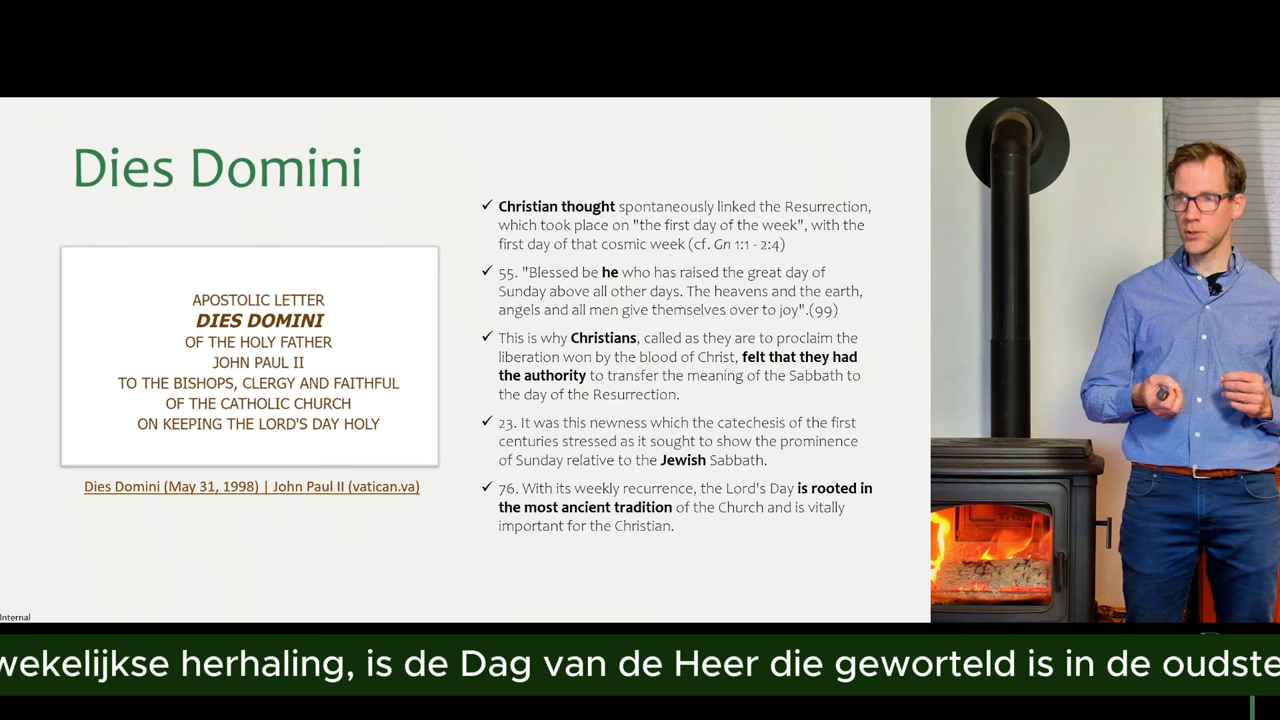 Dies Domini
APOSTOLIC LETTER
DIES DOMINI
OF THE HOLY FATHER
JOHN PAUL II
TO THE BISHOPS, CLERGY AND FAITHFUL
OF THE CATHOLIC CHURCH
ON KEEPING THE LORD'S DAY HOLY
Dies Domini (May 31, 1998) | John Paul II (vatican.va)
✓ Christian thought spontaneously linked the Resurrection,
which took place on "the first day of the week", with the
first day of that cosmic week (cf. Gn 1:1 - 2:4)
✓ 55. "Blessed be he who has raised the great day of
Sunday above all other days. The heavens and the earth,
angels and all men give themselves over to joy".(99)
✓ This is why Christians, called as they are to proclaim the
liberation won by the blood of Christ, felt that they had
the authority to transfer the meaning of the Sabbath to
the day of the Resurrection.
✓ 23. It was this newness which the catechesis of the first
centuries stressed as it sought to show the prominence
of Sunday relative to the Jewish Sabbath.
✓ 76. With its weekly recurrence, the Lord's Day is rooted in
the most ancient tradition of the Church and is vitally
important for the Christian.
Internal
wekelijkse herhaling, is de Dag van de Heer die geworteld is in de oudste